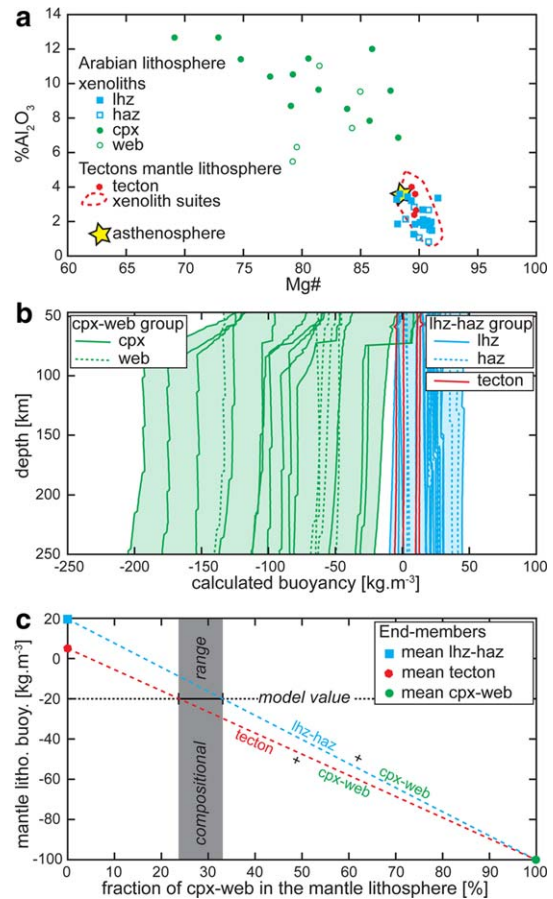 a
14
12
10
8
6
4
2
0
%Al2O3
Arabian lithosphere
xenoliths
lhz
haz
cpx
web
Tectons mantle lithosphere
tecton
xenolith suites
asthenosphere
60 65 70 75 80 85 90 95 100
Mg#
b
50
100
150
200
250
depth [km]
cpx-web group
cpx
web
lhz-haz group
lhz
haz
tecton
-250 -200 -150 -100 -50 0 50 100
calculated buoyancy [kg.m-3]
c
20
0
-20
-40
-60
-80
-100
mantle litho. buoy. [kg.m-3]
End-members
mean lhz-haz
mean tecton
mean cpx-web
range
compositional
model value
lhz-haz
+
cpx-web
tecton
+
cpx-web
0 10 20 30 40 50 60 70 80 90 100
fraction of cpx-web in the mantle lithosphere [%]